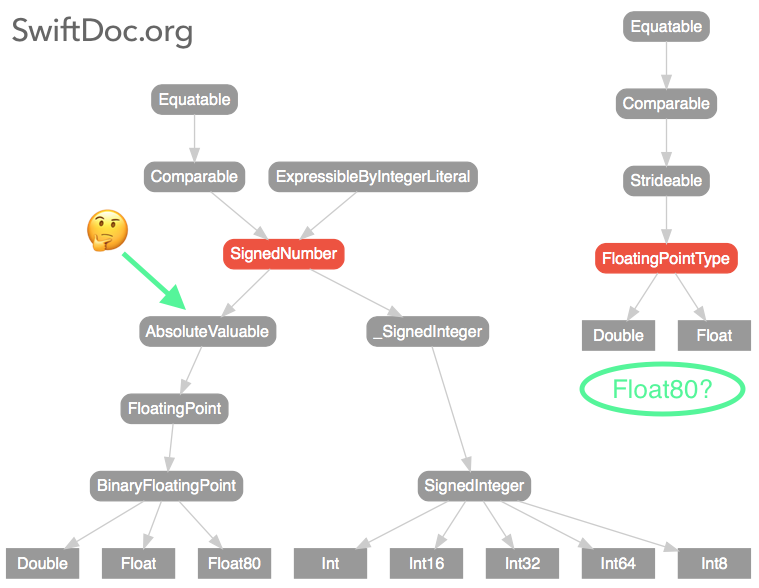 SwiftDoc.org
Equatable
Comparable
ExpressibleByIntegerLiteral
SignedNumber
AbsoluteValuable
_SignedInteger
FloatingPoint
BinaryFloatingPoint
SignedInteger
Double
Float
Float80
Int
Int16
Int32
Int64
Int8
Equatable
Comparable
Strideable
FloatingPointType
Double
Float
Float80?